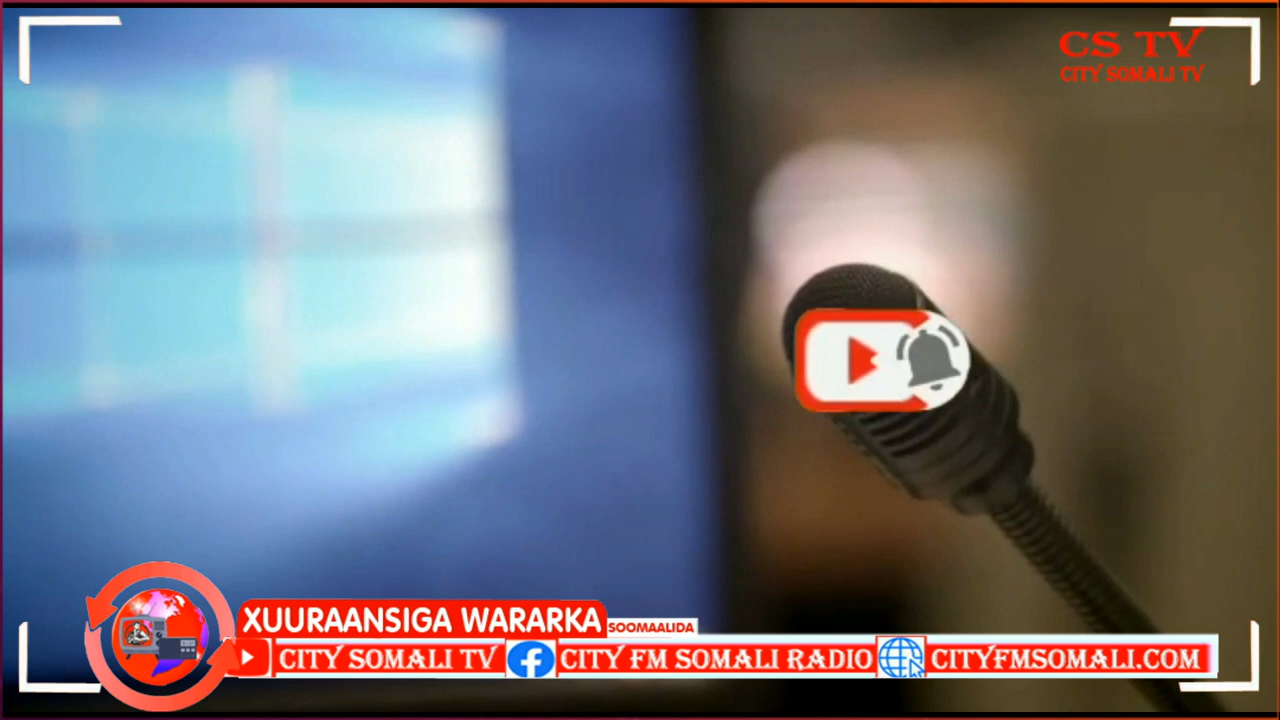 CS TV
CITY SOMALI TV
XUURAANSIGA WARARKA
SOOMAALIDA
CITY SOMALI TV CITY FM SOMALI RADIO CITYFMSOMALI.COM